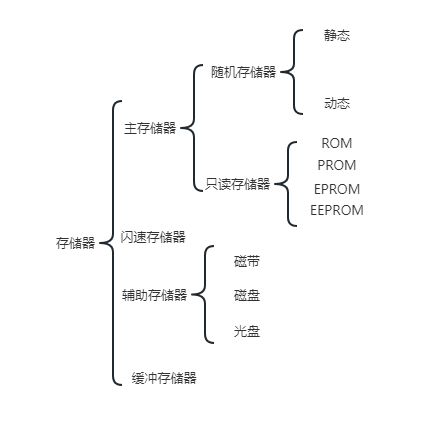 静态
随机存储器
动态
主存储器
ROM
PROM
只读存储器
EPROM
EEPROM
闪速存储器
存储器
磁带
辅助存储器
磁盘
光盘
缓冲存储器